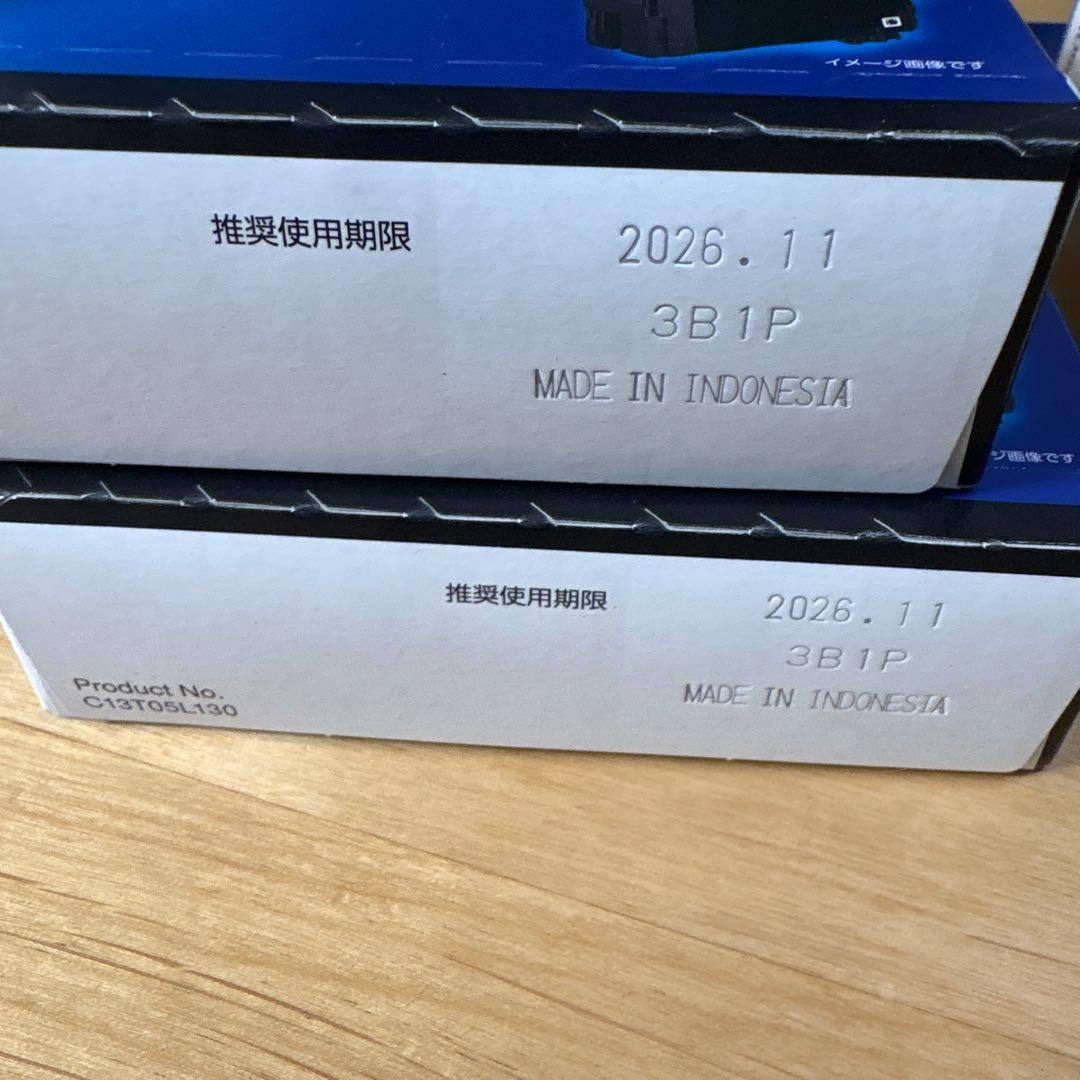 イメージ画像です
推奨使用期限
2026.11
3B1P
MADE IN INDONESIA
ジ画像です
推奨使用期限
2026.11
3B1P
MADE IN INDONESIA
Product No.
C13T05L130